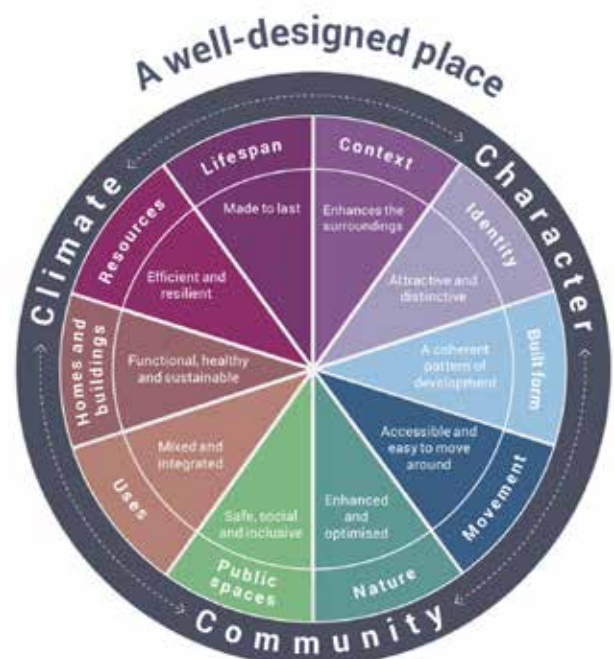 A well-designed place
Climate
Character
Community
Context
Enhances the
surroundings
Identity
Attractive and
distinctive
Built form
A coherent
pattern of
development
Movement
Accessible and
easy to move
around
Nature
Enhanced
and
optimised
Public
spaces
Safe, social
and inclusive
Uses
Mixed and
integrated
Homes and
buildings
Functional, healthy
and sustainable
Resources
Efficient and
resilient
Lifespan
Made to last